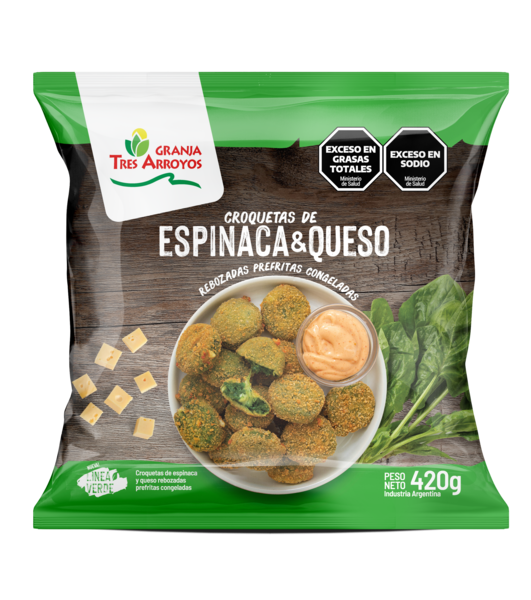 GRANJA
TRES ARROYOS
EXCESO EN
GRASAS
TOTALES
Ministerio
de Salud
EXCESO EN
SODIO
Ministerio
de Salud
CROQUETAS DE
ESPINACA&QUESO
REBOZADAS PREFRITAS CONGELADAS
LINEA
VERDE
Croquetas de espinaca
y queso rebozadas
prefritas congeladas
PESO
NETO 420g
Industria Argentina